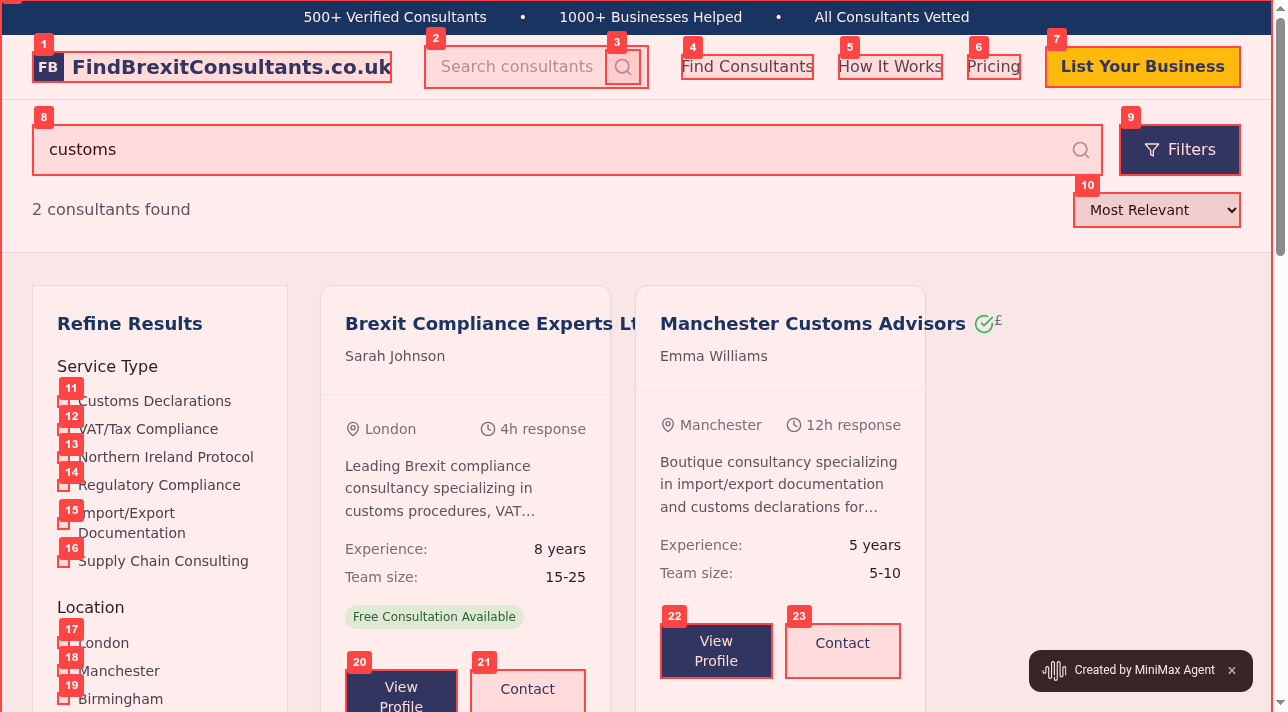 500+ Verified Consultants • 1000+ Businesses Helped • All Consultants Vetted
1 2 3 4 5 6 7
FB FindBrexitConsultants.co.uk Search consultants Find Consultants How It Works Pricing List Your Business
8 9
customs Filters
10
2 consultants found Most Relevant
Refine Results
Service Type
11
Customs Declarations
12
VAT/Tax Compliance
13
Northern Ireland Protocol
14
Regulatory Compliance
15
Import/Export
Documentation
16
Supply Chain Consulting
Location
17
London
18
Manchester
19
Birmingham
Brexit Compliance Experts Lt
Sarah Johnson
London 4h response
Leading Brexit compliance
consultancy specializing in
customs procedures, VAT…
Experience: 8 years
Team size: 15-25
Free Consultation Available
20 21
View
Profile
Contact
Manchester Customs Advisors £
Emma Williams
Manchester 12h response
Boutique consultancy specializing
in import/export documentation
and customs declarations for…
Experience: 5 years
Team size: 5-10
22 23
View
Profile
Contact
Created by MiniMax Agent ×